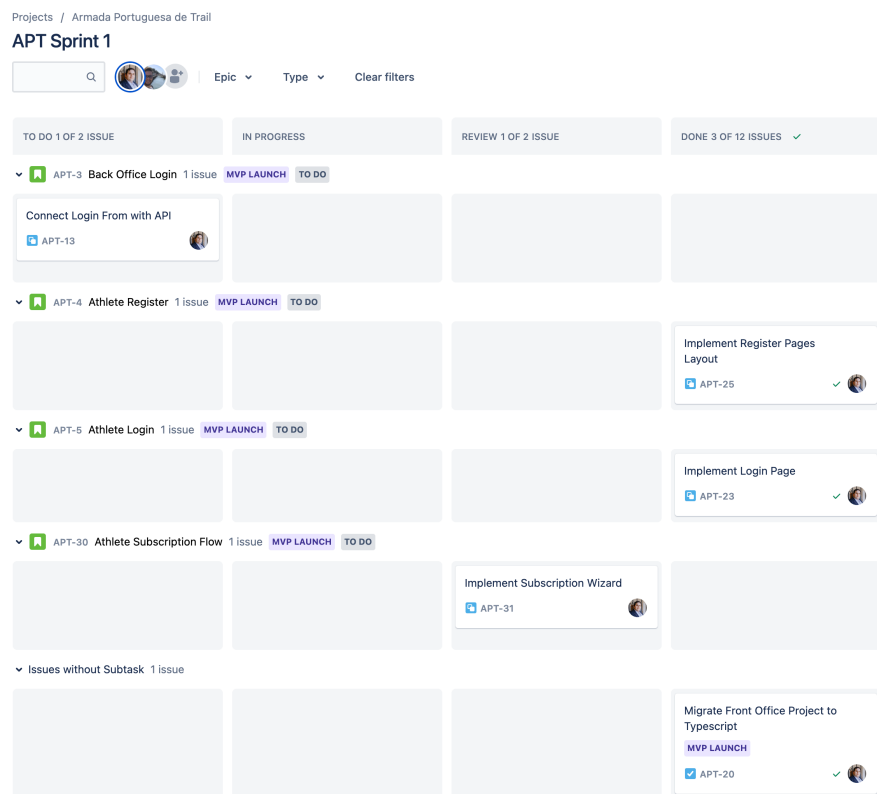 Projects / Armada Portuguesa de Trail
APT Sprint 1
Epic Type Clear filters
TO DO 1 OF 2 ISSUE IN PROGRESS REVIEW 1 OF 2 ISSUE DONE 3 OF 12 ISSUES
APT-3 Back Office Login 1 issue MVP LAUNCH TO DO
Connect Login From with API
APT-13
APT-4 Athlete Register 1 issue MVP LAUNCH TO DO
Implement Register Pages
Layout
APT-25
APT-5 Athlete Login 1 issue MVP LAUNCH TO DO
Implement Login Page
APT-23
APT-30 Athlete Subscription Flow 1 issue MVP LAUNCH TO DO
Implement Subscription Wizard
APT-31
Issues without Subtask 1 issue
Migrate Front Office Project to
Typescript
MVP LAUNCH
APT-20